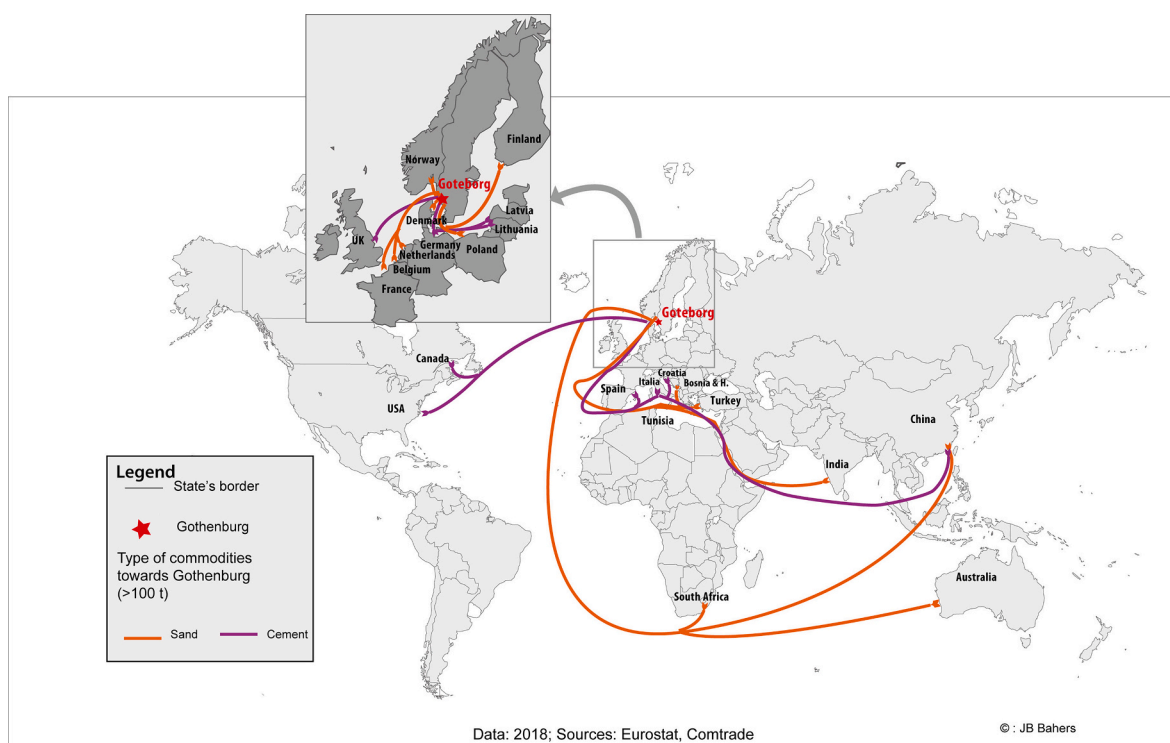 Finland
Norway
Goteborg
Latvia
Denmark
Lithuania
UK
Germany
Poland
Netherlands
Belgium
France
Goteborg
Canada
Croatia
Italia
Bosnia & H.
Spain
USA
Turkey
Tunisia
China
India
Legend
State's border
Gothenburg
Type of commodities
towards Gothenburg
(>100 t)
Sand
Cement
Australia
South Africa
Data: 2018; Sources: Eurostat, Comtrade
© : JB Bahers